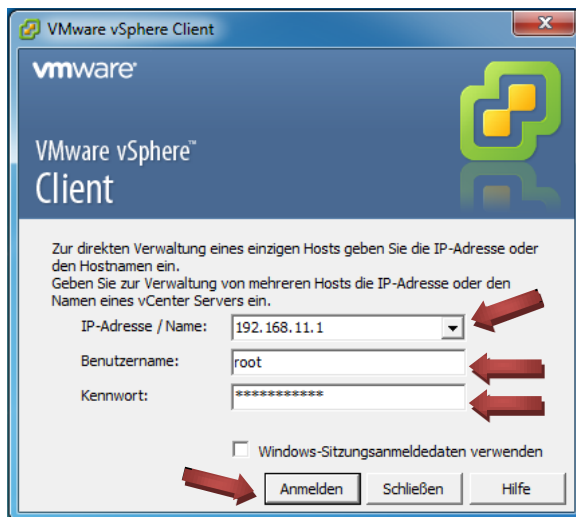 VMware vSphere Client
vmware®
VMware vSphere™
Client
Zur direkten Verwaltung eines einzigen Hosts geben Sie die IP-Adresse oder
den Hostnamen ein.
Geben Sie zur Verwaltung von mehreren Hosts die IP-Adresse oder den
Namen eines vCenter Servers ein.
IP-Adresse / Name: 192.168.11.1
Benutzername: root
Kennwort: ***********
Windows-Sitzungsanmeldedaten verwenden
Anmelden Schließen Hilfe